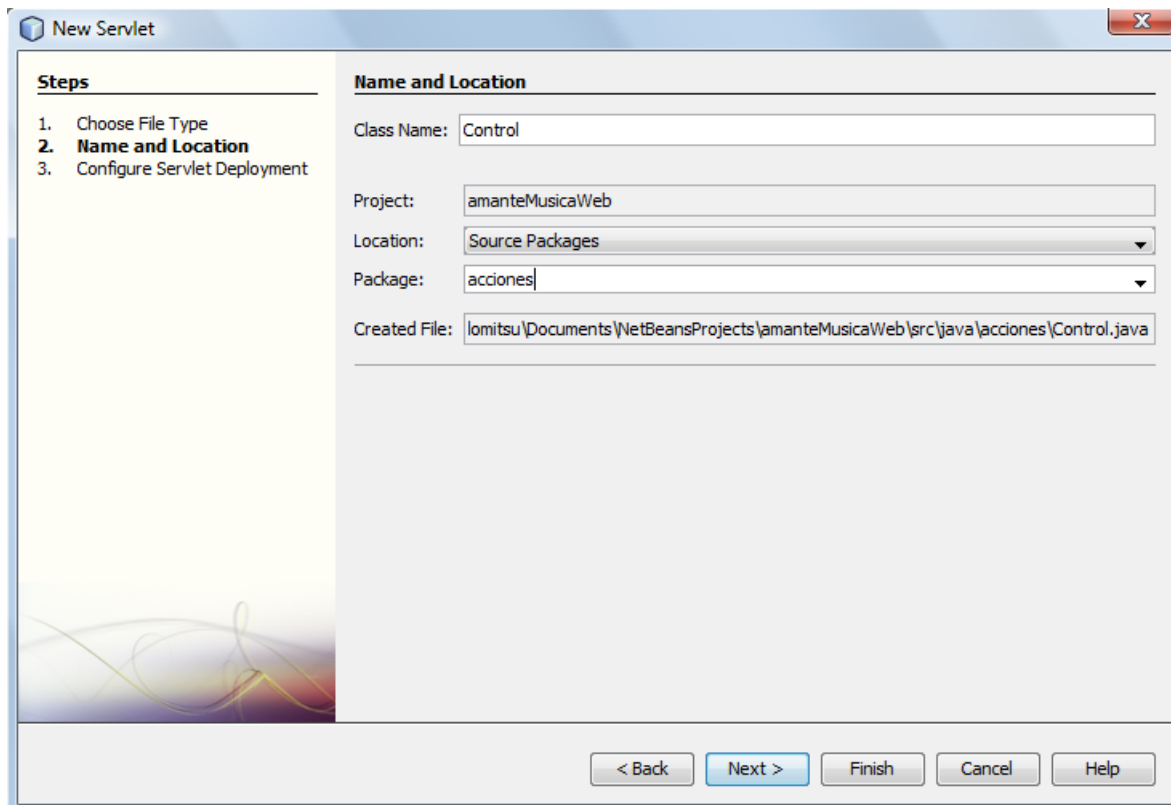 New Servlet
Steps
1. Choose File Type
2. Name and Location
3. Configure Servlet Deployment
Name and Location
Class Name: Control
Project: amanteMusicaWeb
Location: Source Packages
Package: acciones
Created File: lomitsu\Documents\NetBeansProjects\amanteMusicaWeb\src\java\acciones\Control.java
< Back Next > Finish Cancel Help